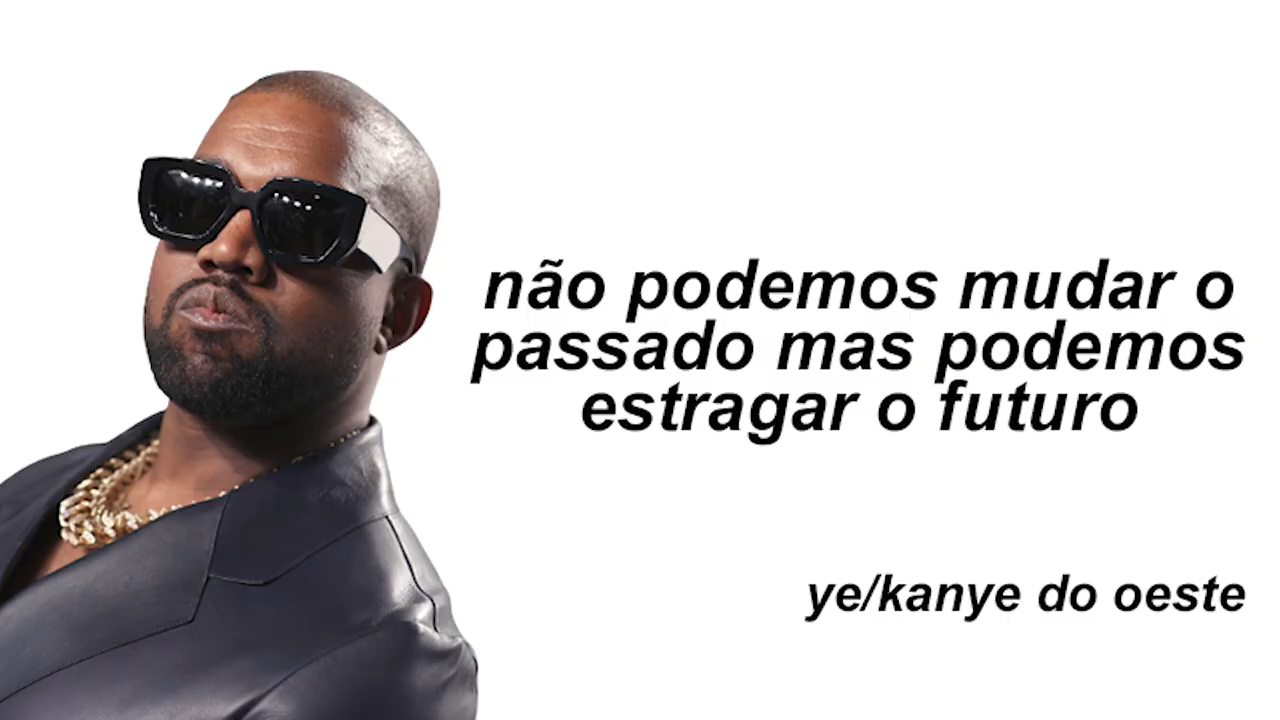 não podemos mudar o
passado mas podemos
estragar o futuro
ye/kanye do oeste